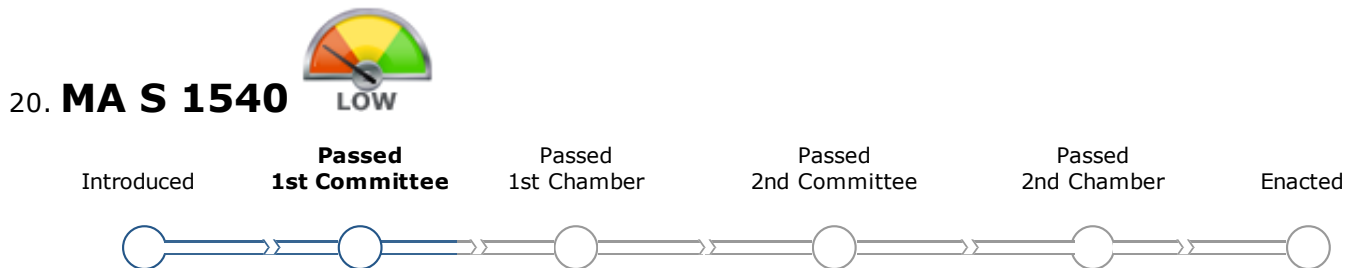 20. MA S 1540
LOW
Introduced
Passed
1st Committee
Passed
1st Chamber
Passed
2nd Committee
Passed
2nd Chamber
Enacted